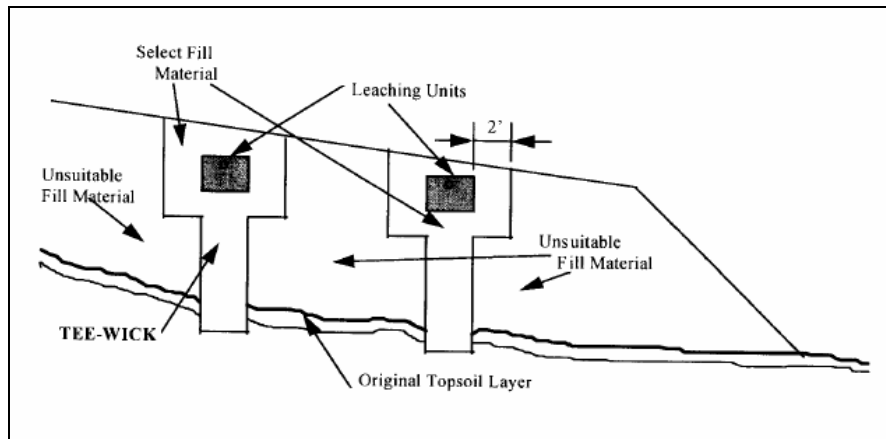 Select Fill
Material
Leaching Units
2'
Unsuitable
Fill Material
Unsuitable
Fill Material
TEE-WICK
Original Topsoil Layer